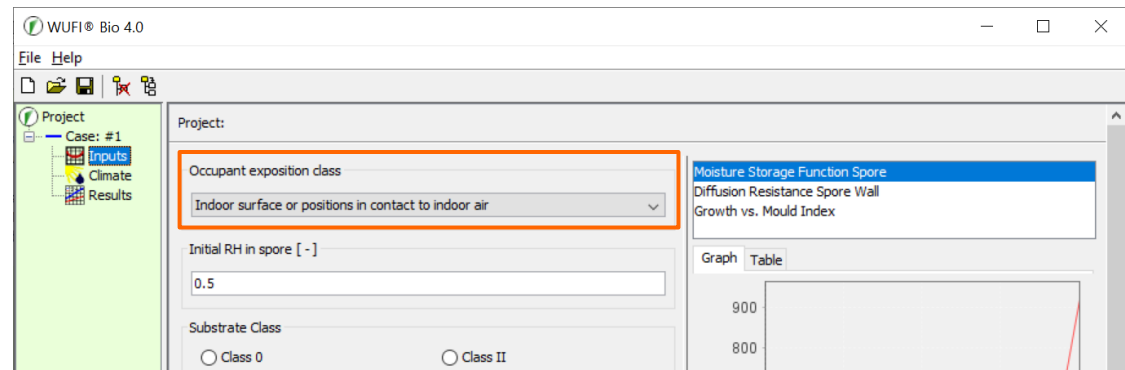 WUFI® Bio 4.0
File Help
Project
Case: #1
Inputs
Climate
Results
Project:
Occupant exposition class
Indoor surface or positions in contact to indoor air
Initial RH in spore [ - ]
0.5
Substrate Class
Class 0
Class II
Moisture Storage Function Spore
Diffusion Resistance Spore Wall
Growth vs. Mould Index
Graph Table
900
800